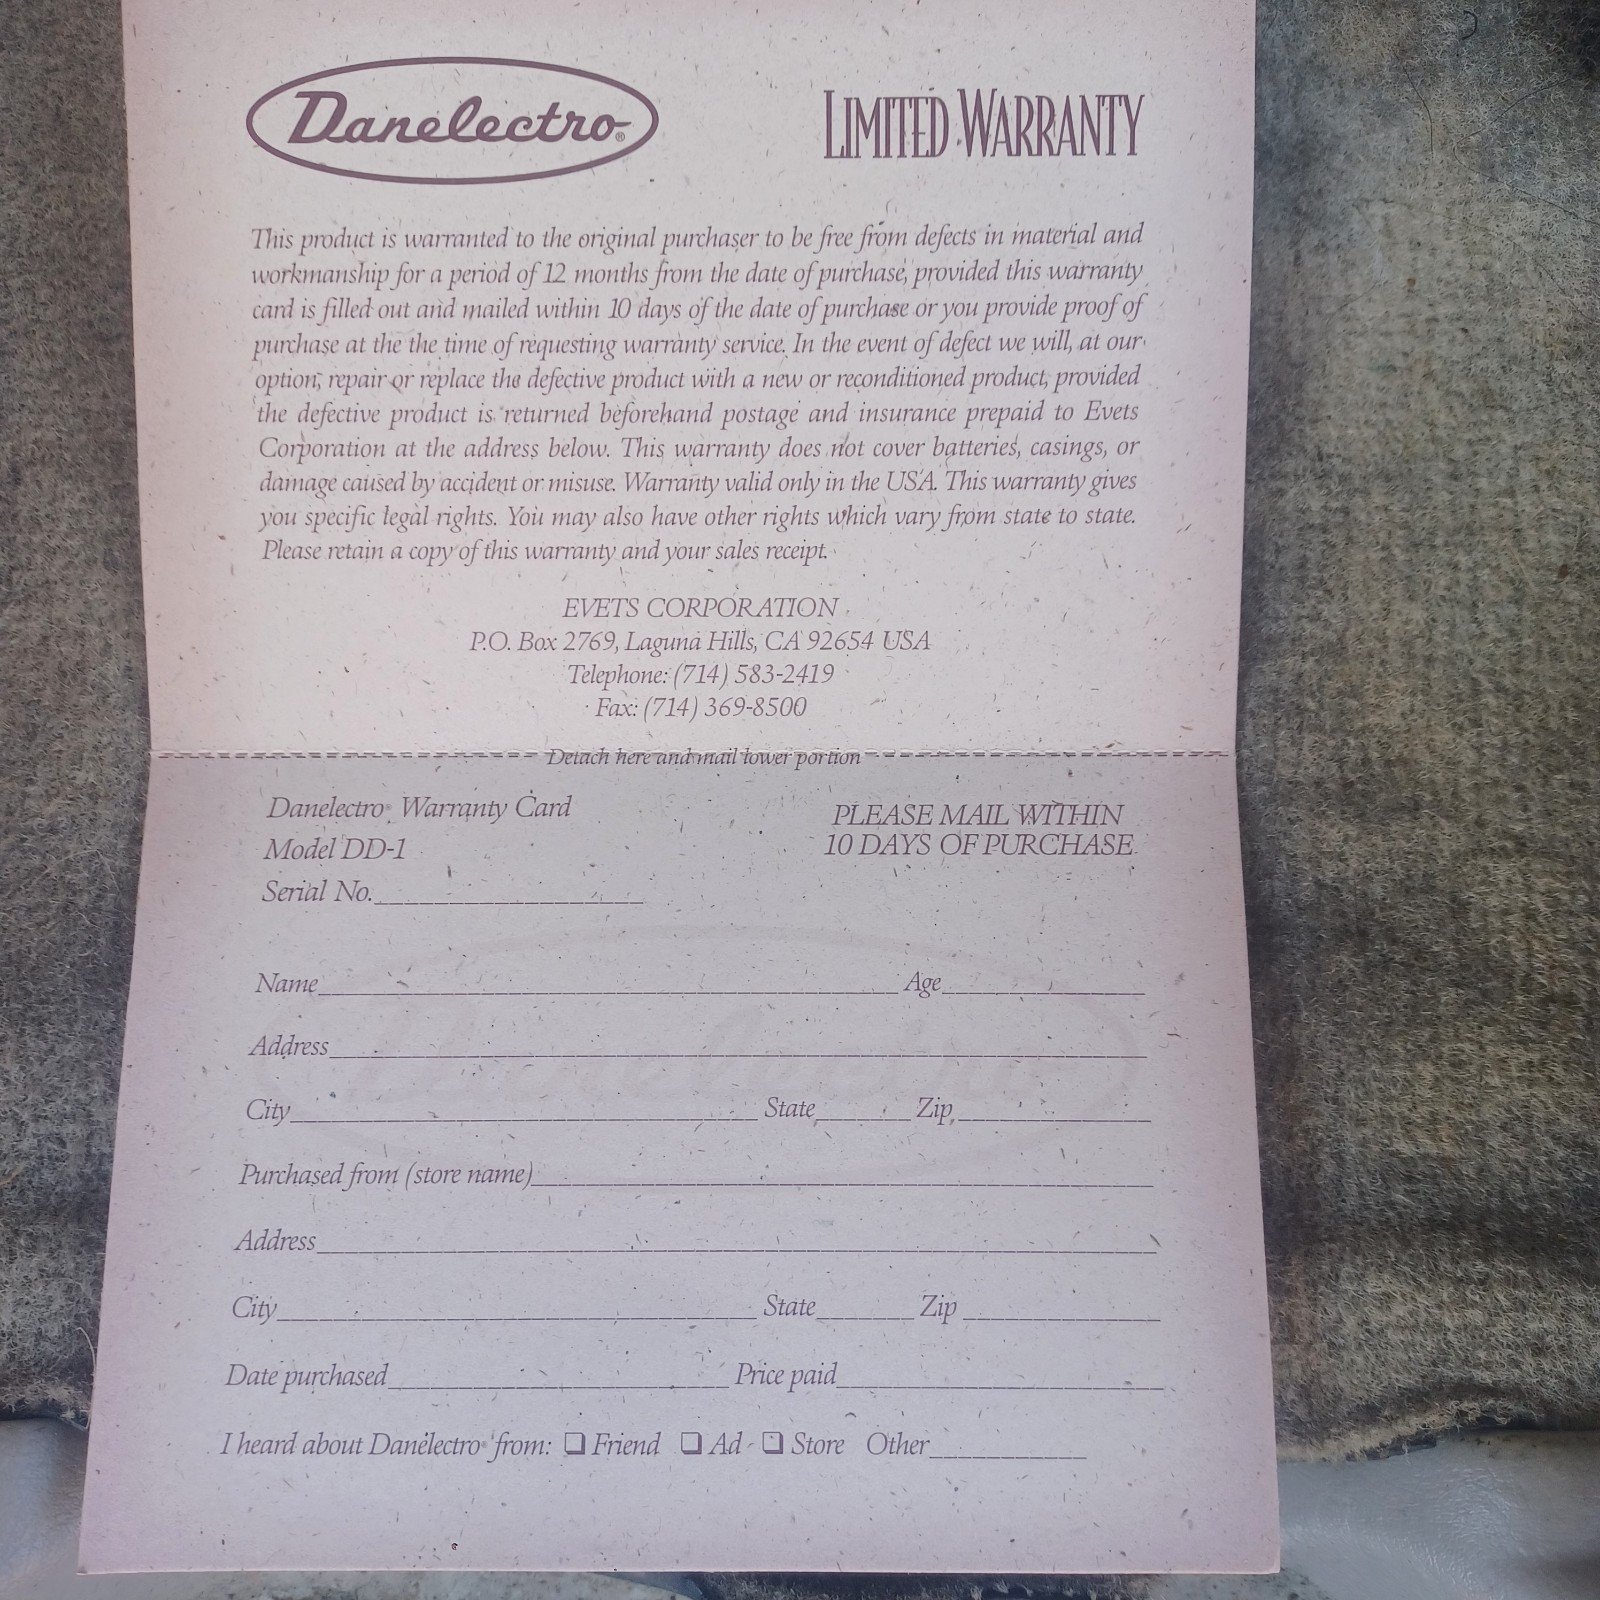 Danelectro®
LIMITED WARRANTY
This product is warranted to the original purchaser to be free from defects in material and
workmanship for a period of 12 months from the date of purchase, provided this warranty
card is filled out and mailed within 10 days of the date of purchase or you provide proof of
purchase at the the time of requesting warranty service. In the event of defect we will, at our
option, repair or replace the defective product with a new or reconditioned product, provided
the defective product is returned beforehand postage and insurance prepaid to Evets
Corporation at the address below. This warranty does not cover batteries, casings, or
damage caused by accident or misuse. Warranty valid only in the USA. This warranty gives
you specific legal rights. You may also have other rights which vary from state to state.
Please retain a copy of this warranty and your sales receipt.
EVETS CORPORATION
P.O. Box 2769, Laguna Hills, CA 92654 USA
Telephone: (714) 583-2419
Fax: (714) 369-8500
Detach here and mail lower portion
Danelectro® Warranty Card
PLEASE MAIL WITHIN
10 DAYS OF PURCHASE
Model DD-1
Serial No.
Name Age
Address
City State Zip
Purchased from (store name)
Address
City State Zip
Date purchased Price paid
I heard about Danelectro® from: ❏ Friend ❏ Ad ❏ Store Other